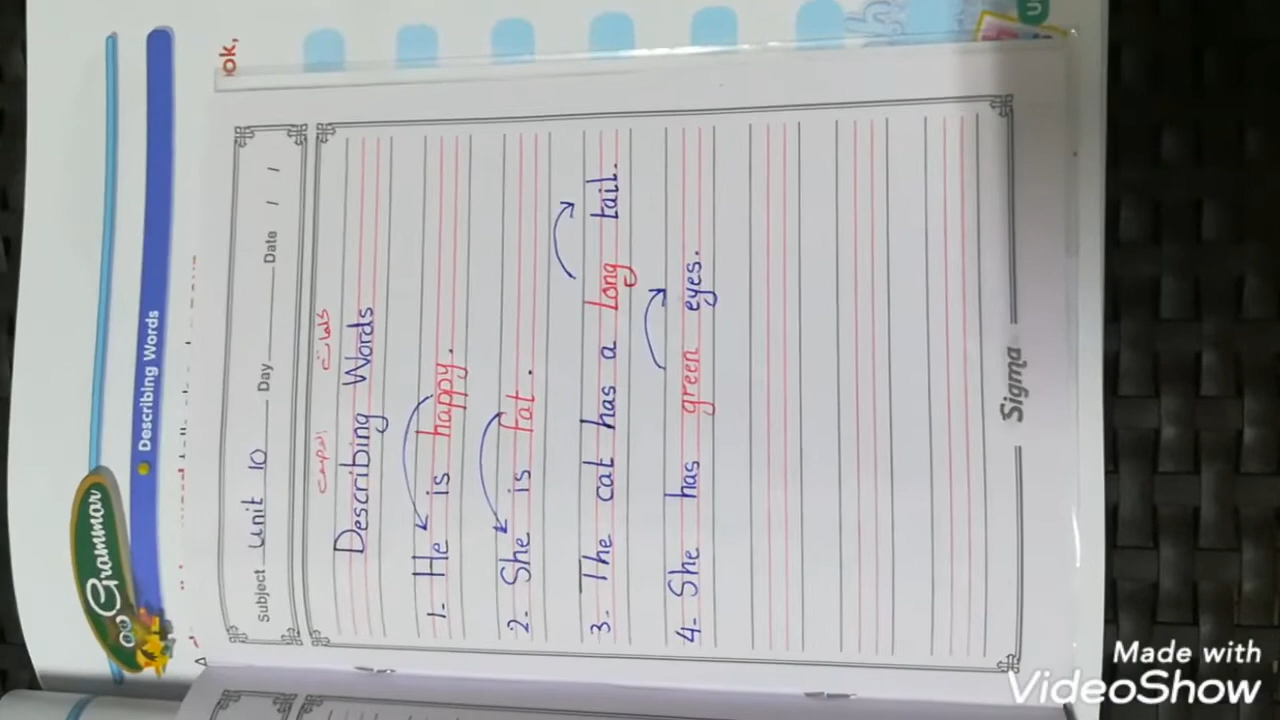 Grammar
Describing Words
ok,
Subject unit 10 Day Date / /
كلمات
Describing Words
1- He is happy.
2- She is fat.
3- The cat has a long tail.
4- She has green eyes.
Sigma
Made with
VideoShow